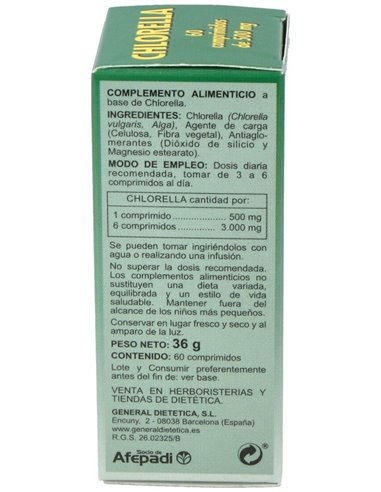 CHLORELLA
60
comprimidos
de 500 mg
COMPLEMENTO ALIMENTICIO a
base de Chlorella.
INGREDIENTES: Chlorella (Chlorella
vulgaris, Alga), Agente de carga
(Celulosa, Fibra vegetal), Antiaglo-
merantes (Dióxido de silicio y
Magnesio estearato).
MODO DE EMPLEO: Dosis diaria
recomendada, tomar de 3 a 6
comprimidos al día.
CHLORELLA cantidad por:
1 comprimido ................. 500 mg
6 comprimidos ............ 3.000 mg
Se pueden tomar ingiriéndolos con
agua o realizando una infusión.
No superar la dosis recomendada.
Los complementos alimenticios no
sustituyen una dieta variada,
equilibrada y un estilo de vida
saludable. Mantener fuera del
alcance de los niños más pequeños.
Conservar en lugar fresco y seco y al
amparo de la luz.
PESO NETO: 36 g
CONTENIDO: 60 comprimidos
Lote y Consumir preferentemente
antes del fin de: ver base.
VENTA EN HERBORISTERIAS Y
TIENDAS DE DIETÉTICA.
GENERAL DIETETICA, S.L.
Encuny, 2 - 08038 Barcelona (España)
www.generaldietetica.es
R.G.S. 26.02325/B
Socio de
Afepadi